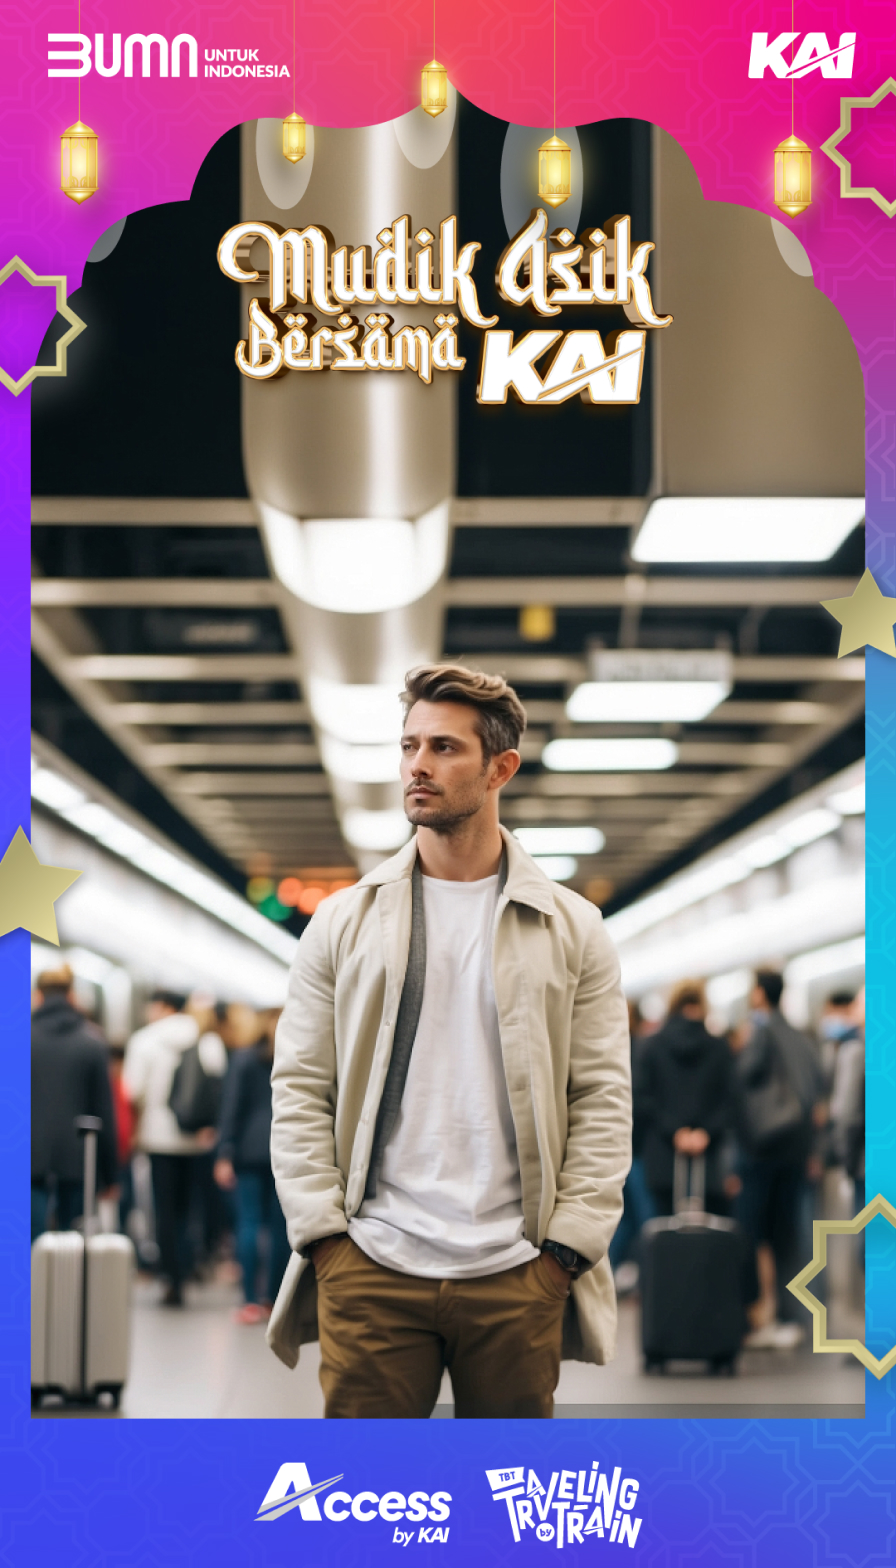 BUMN
UNTUK
INDONESIA
KAI
Mudik Asik
Bersama KAI
Access
by KAI
TBT
TRAVELING
by TRAIN